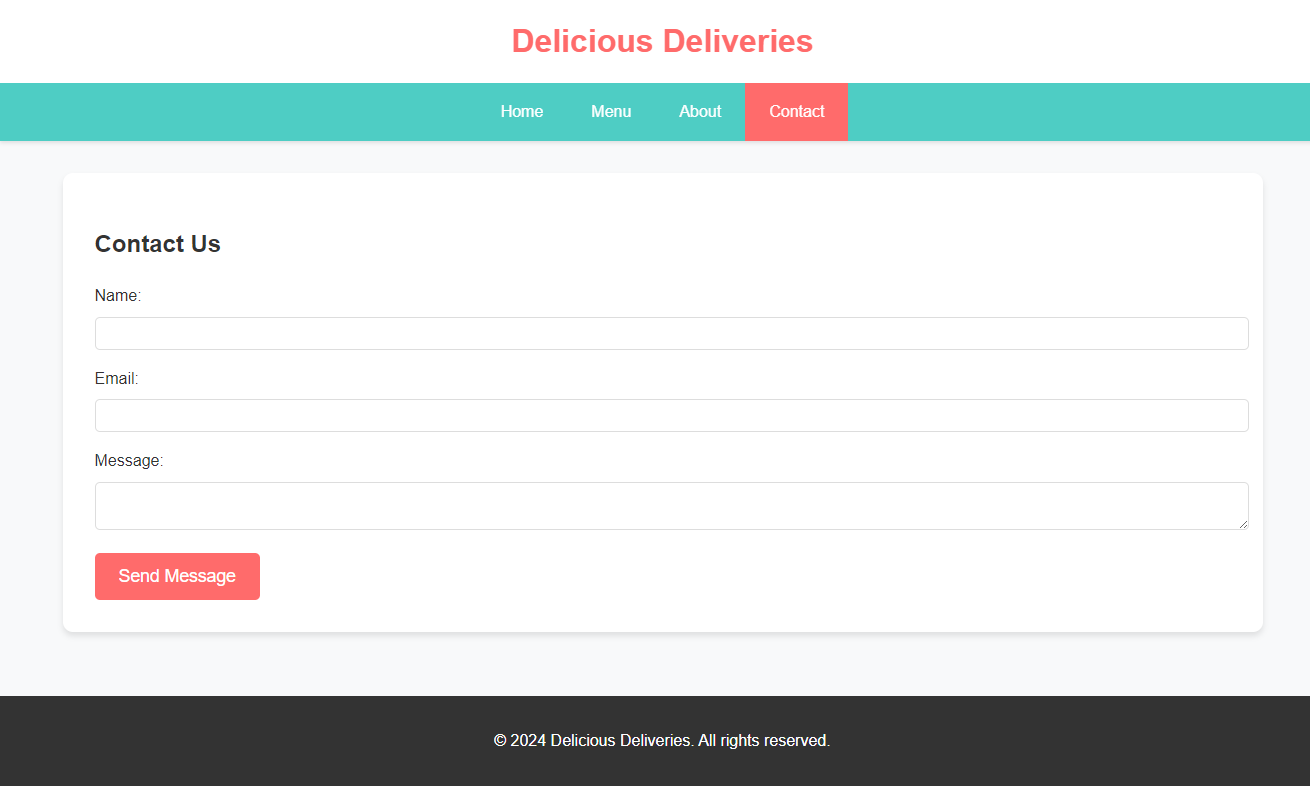 Delicious Deliveries
Home Menu About Contact
Contact Us
Name:
Email:
Message:
Send Message
© 2024 Delicious Deliveries. All rights reserved.